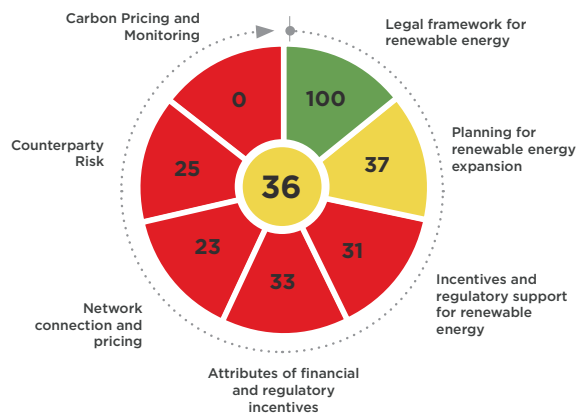 Legal framework for
renewable energy
100
Planning for
renewable energy
expansion
37
Incentives and
regulatory support
for renewable
energy
31
Attributes of financial
and regulatory
incentives
33
Network
connection and
pricing
23
Counterparty
Risk
25
Carbon Pricing and
Monitoring
0
36